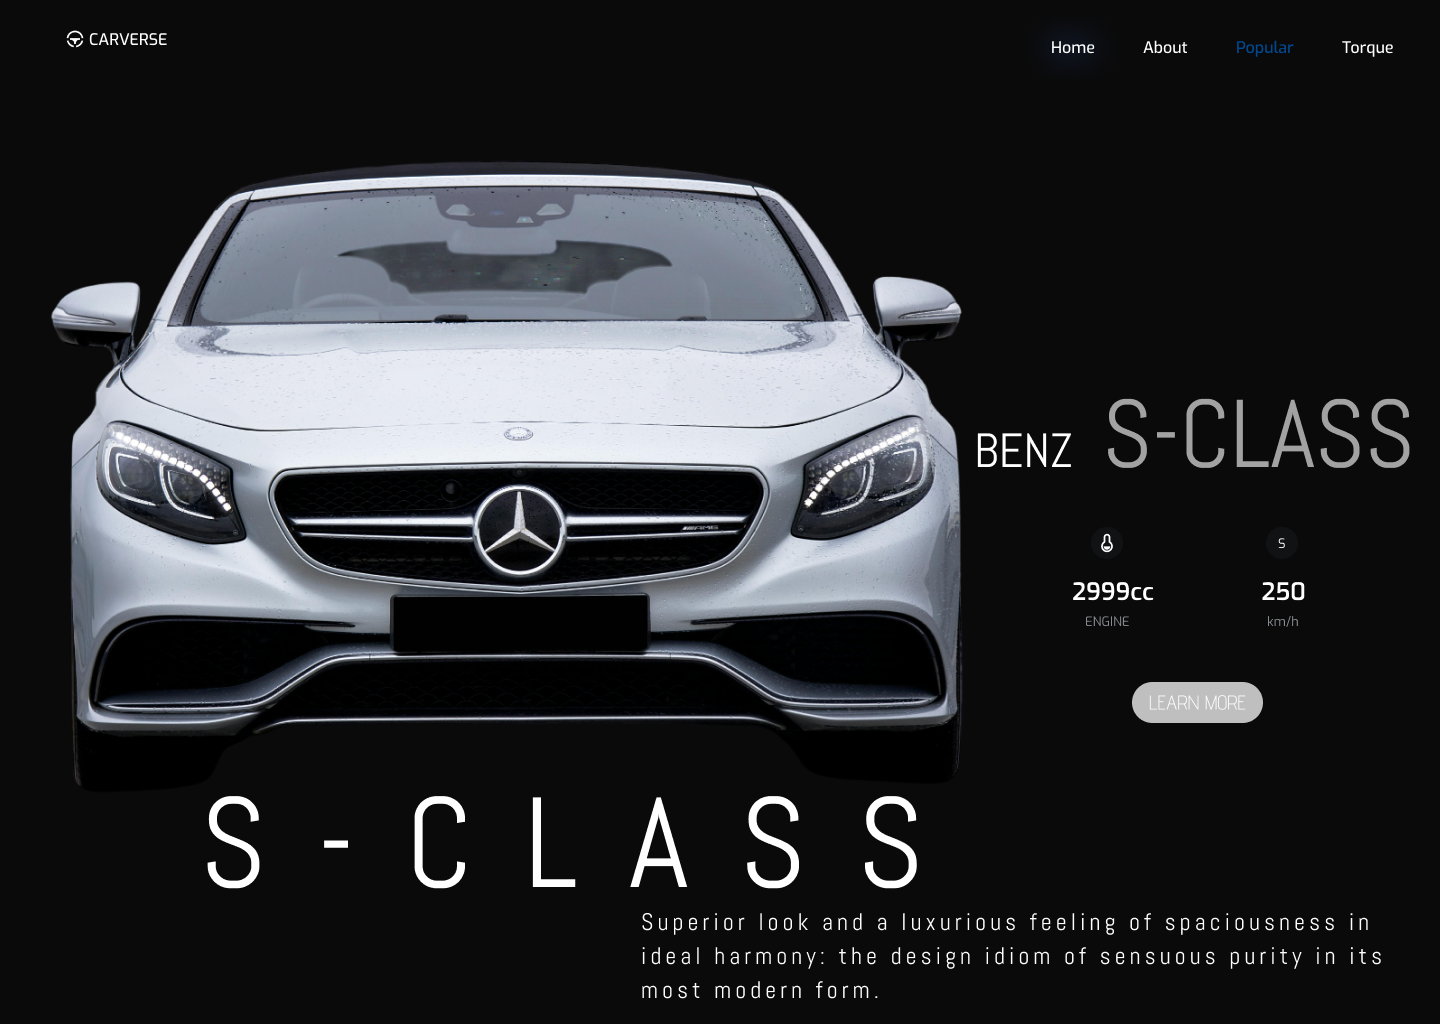 CARVERSE
Home About Popular Torque
BENZ S-CLASS
AMG
S
2999cc 250
ENGINE km/h
LEARN MORE
S-CLASS
Superior look and a luxurious feeling of spaciousness in
ideal harmony: the design idiom of sensuous purity in its
most modern form.